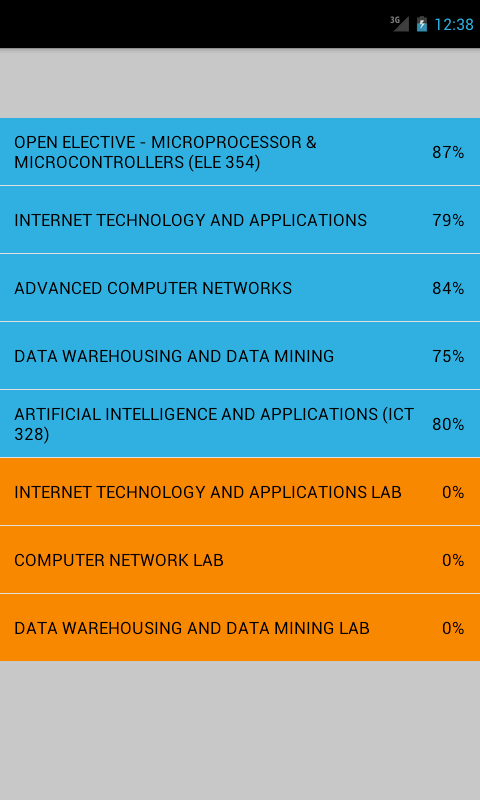 3G 12:38
OPEN ELECTIVE - MICROPROCESSOR &
MICROCONTROLLERS (ELE 354) 87%
INTERNET TECHNOLOGY AND APPLICATIONS 79%
ADVANCED COMPUTER NETWORKS 84%
DATA WAREHOUSING AND DATA MINING 75%
ARTIFICIAL INTELLIGENCE AND APPLICATIONS (ICT
328) 80%
INTERNET TECHNOLOGY AND APPLICATIONS LAB 0%
COMPUTER NETWORK LAB 0%
DATA WAREHOUSING AND DATA MINING LAB 0%